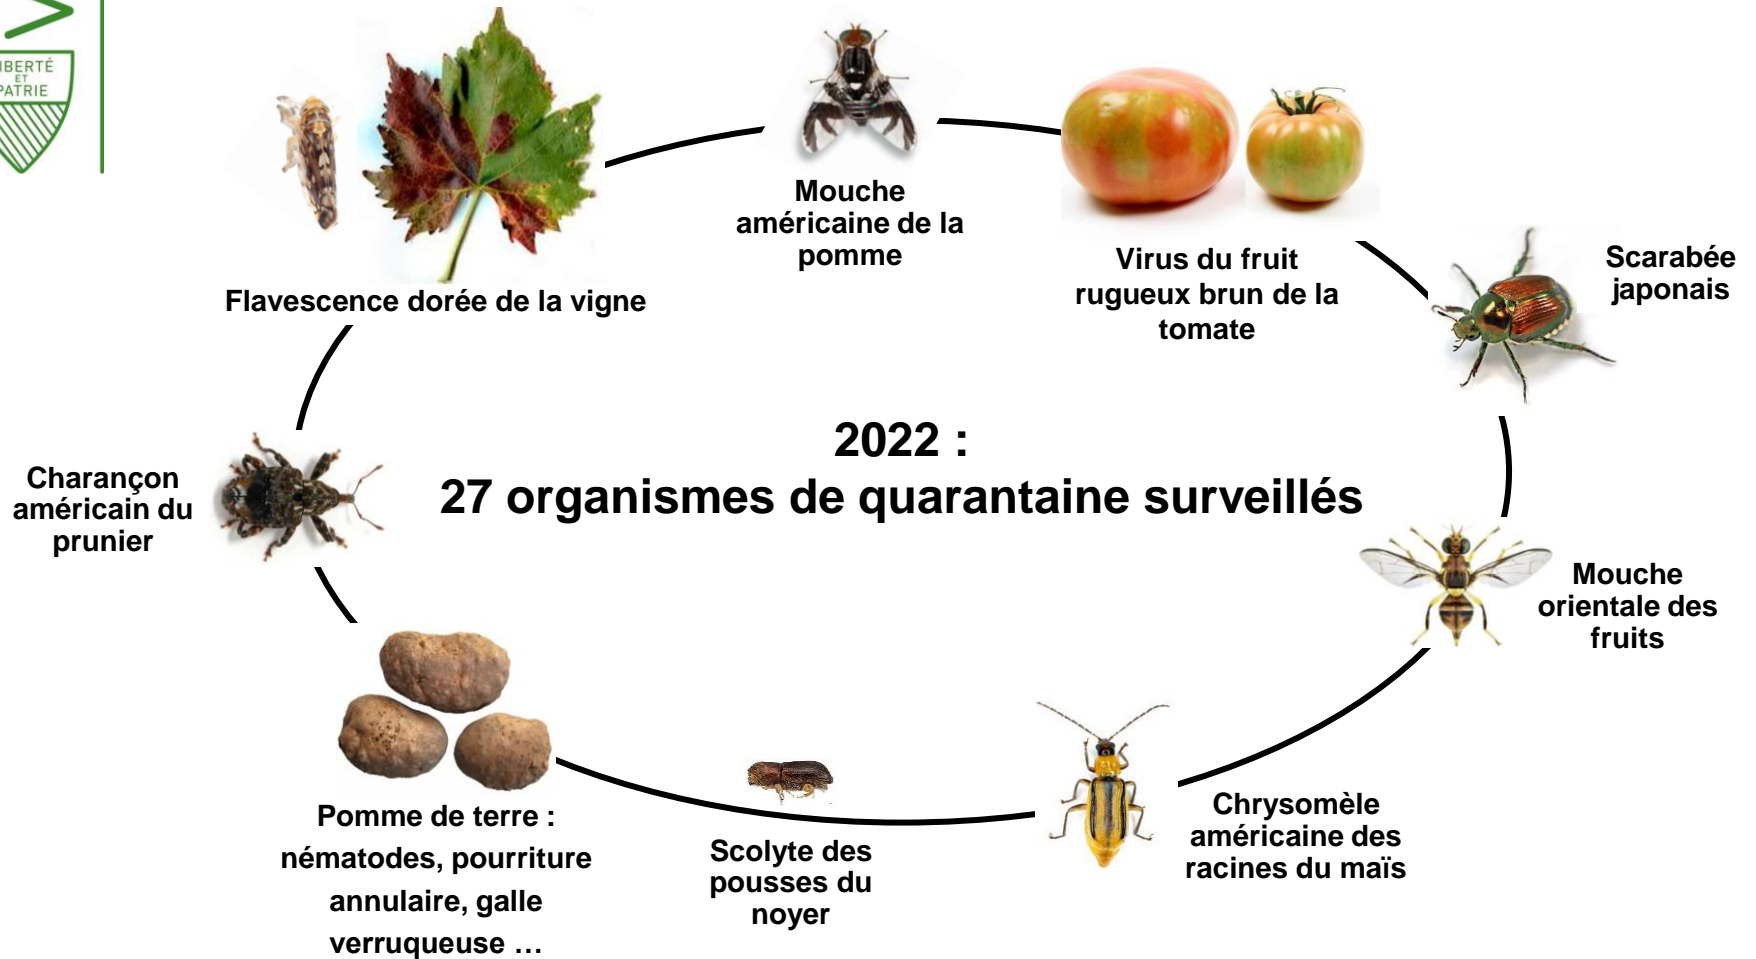 LIBERTÉ
ET
PATRIE
Flavescence dorée de la vigne
Mouche
américaine de la
pomme
Virus du fruit
rugueux brun de la
tomate
Scarabée
japonais
2022 :
27 organismes de quarantaine surveillés
Charançon
américain du
prunier
Mouche
orientale des
fruits
Pomme de terre :
nématodes, pourriture
annulaire, galle
verruqueuse …
Scolyte des
pousses du
noyer
Chrysomèle
américaine des
racines du maïs